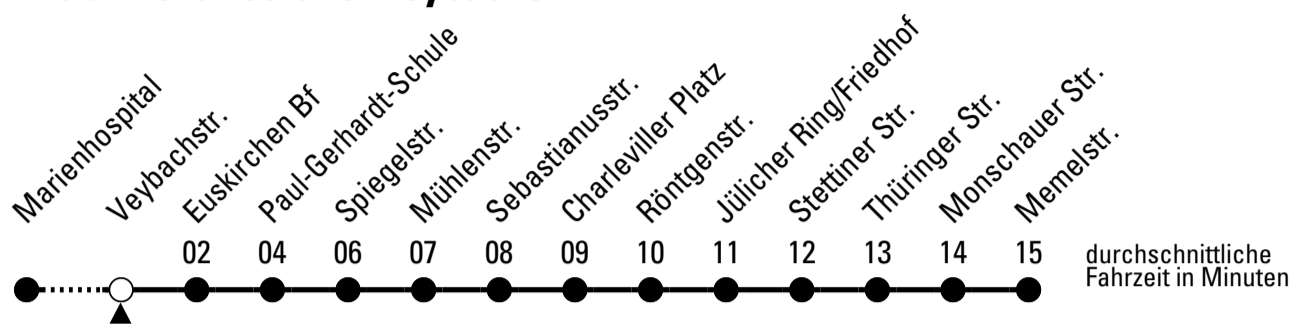 Marienhospital
Veybachstr.
Euskirchen Bf
Paul-Gerhardt-Schule
Spiegelstr.
Mühlenstr.
Sebastianusstr.
Charleviller Platz
Röntgenstr.
Jülicher Ring/Friedhof
Stettiner Str.
Thüringer Str.
Monschauer Str.
Memelstr.
02 04 06 07 08 09 10 11 12 13 14 15
durchschnittliche
Fahrzeit in Minuten